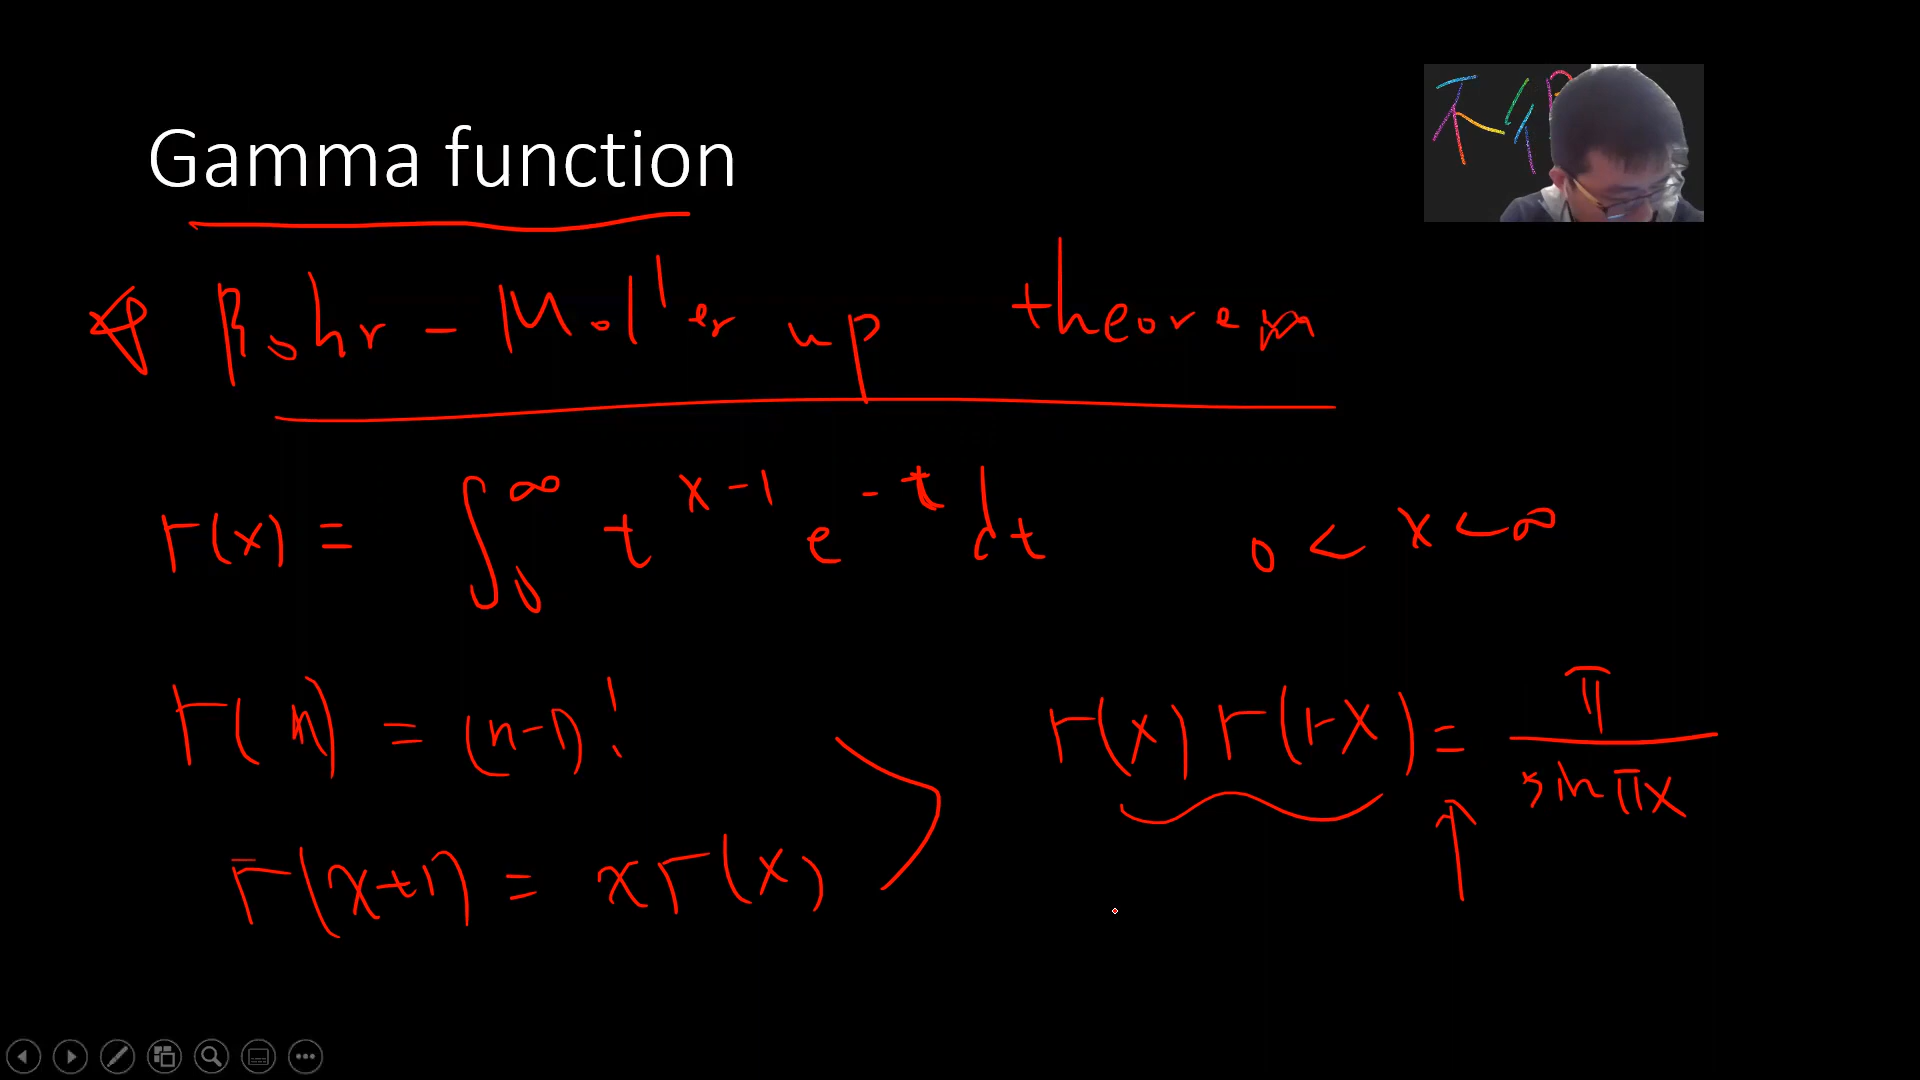 Gamma function
Bohr - Mollerup theorem
Γ(x) = ∫₀^∞ t^(x-1) e^(-t) dt 0 < x < ∞
Γ(n) = (n-1)!
Γ(x) Γ(1-x) = π / sin πx
Γ(x+1) = xΓ(x)